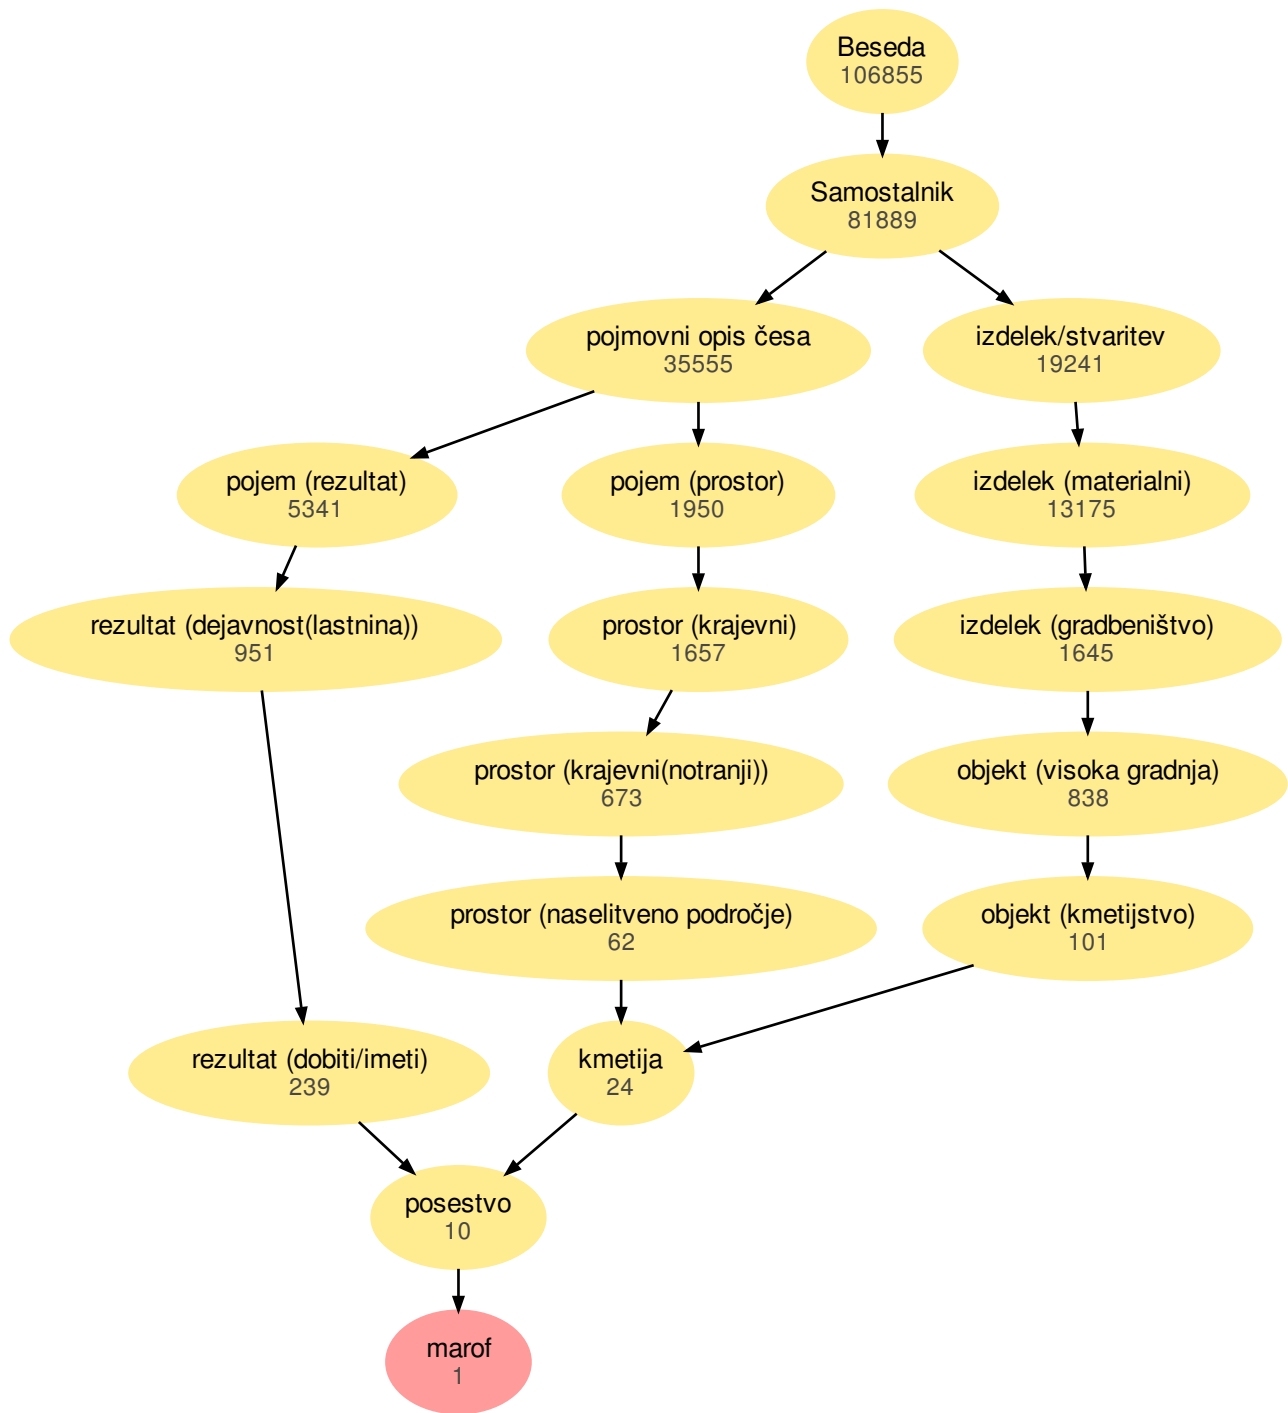 Beseda
106855
Samostalnik
81889
pojmovni opis česa
35555
izdelek/stvaritev
19241
pojem (rezultat)
5341
pojem (prostor)
1950
izdelek (materialni)
13175
rezultat (dejavnost(lastnina))
951
prostor (krajevni)
1657
izdelek (gradbeništvo)
1645
prostor (krajevni(notranji))
673
objekt (visoka gradnja)
838
prostor (naselitveno področje)
62
objekt (kmetijstvo)
101
rezultat (dobiti/imeti)
239
kmetija
24
posestvo
10
marof
1